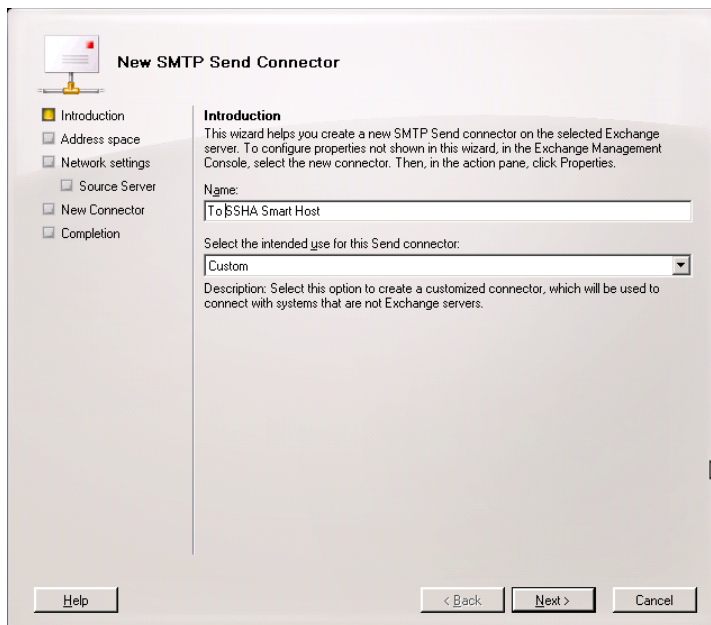 New SMTP Send Connector
Introduction
Address space
Network settings
Source Server
New Connector
Completion
Introduction
This wizard helps you create a new SMTP Send connector on the selected Exchange
server. To configure properties not shown in this wizard, in the Exchange Management
Console, select the new connector. Then, in the action pane, click Properties.
Name:
To SSHA Smart Host
Select the intended use for this Send connector:
Custom
Description: Select this option to create a customized connector, which will be used to
connect with systems that are not Exchange servers.
Help
< Back
Next >
Cancel